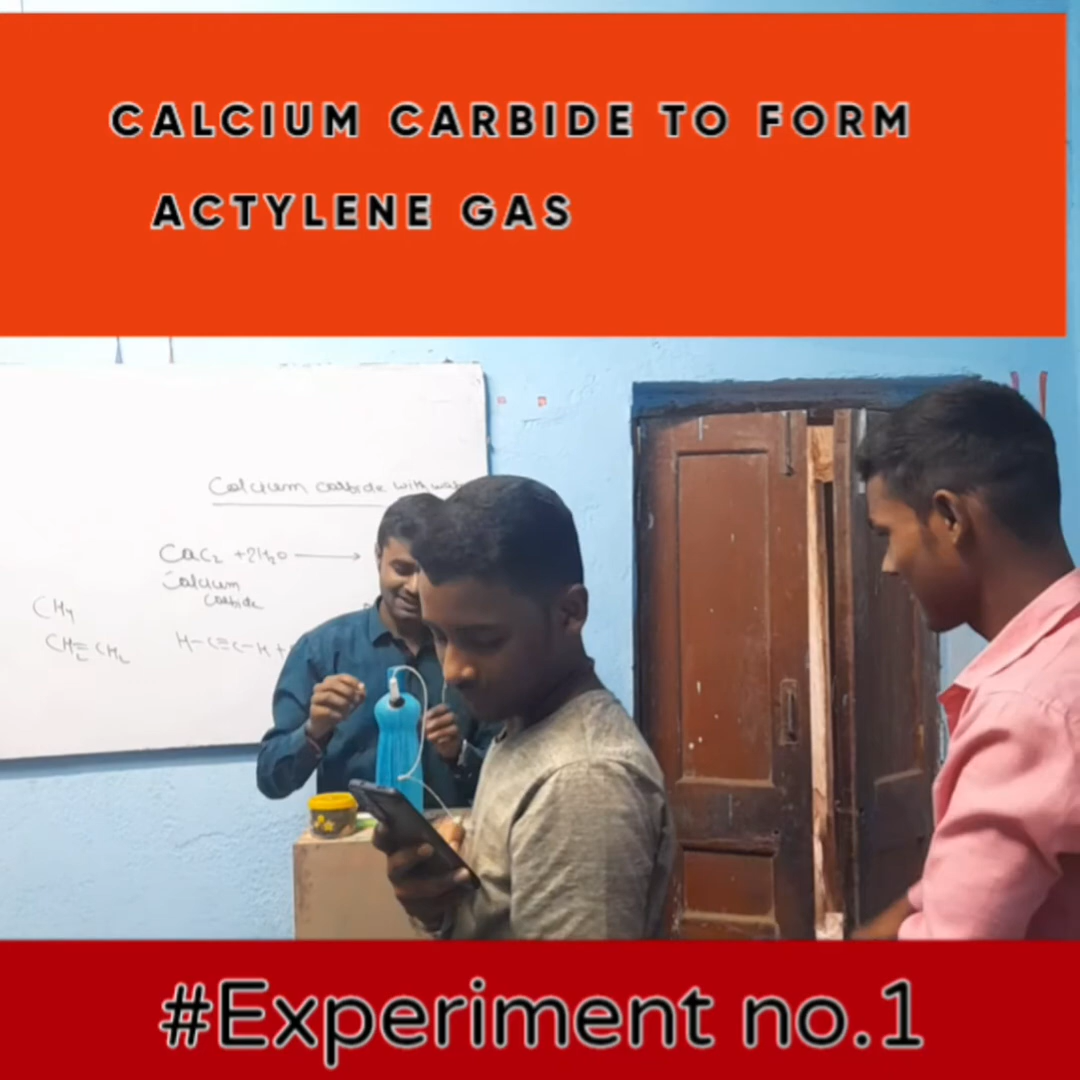 CALCIUM CARBIDE TO FORM
ACTYLENE GAS
Calcium carbide with wat
CaC₂ + 2H₂O ⟶
Calcium
Carbide
CH₄
CH₂=CH₂
H-C≡C-H +
#Experiment no.1